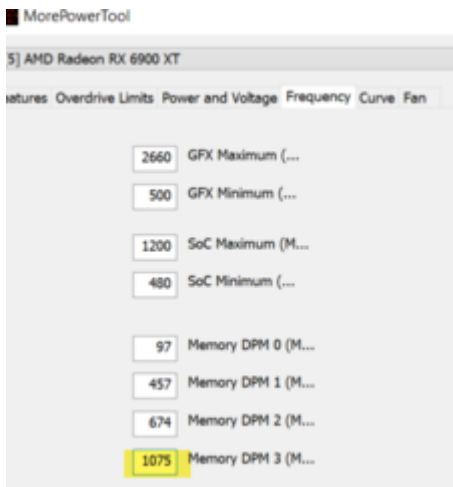 MorePowerTool
5] AMD Radeon RX 6900 XT
atures Overdrive Limits Power and Voltage Frequency Curve Fan
2660 GFX Maximum (...
500 GFX Minimum (...
1200 SoC Maximum (M...
480 SoC Minimum (...
97 Memory DPM 0 (M...
457 Memory DPM 1 (M...
674 Memory DPM 2 (M...
1075 Memory DPM 3 (M...